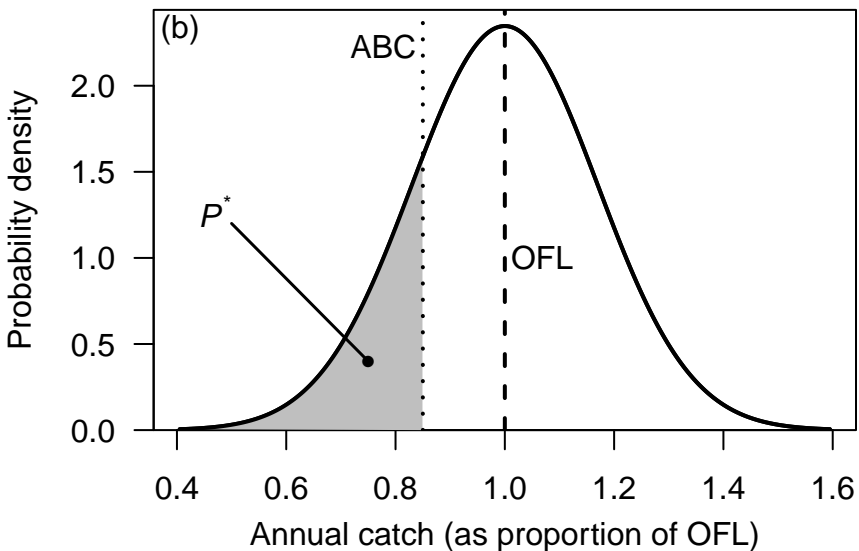 (b)
ABC
P*
OFL
Probability density
2.0
1.5
1.0
0.5
0.0
0.4 0.6 0.8 1.0 1.2 1.4 1.6
Annual catch (as proportion of OFL)